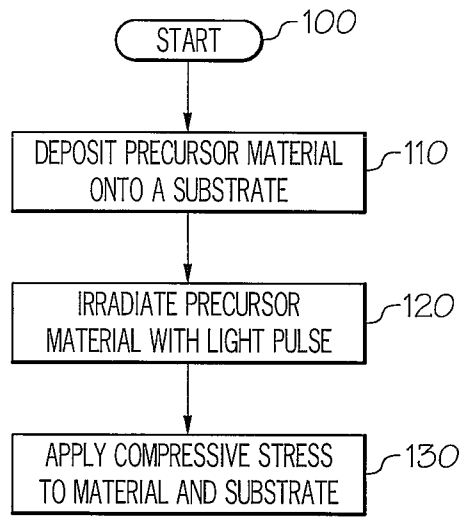 START
100
DEPOSIT PRECURSOR MATERIAL
ONTO A SUBSTRATE
110
IRRADIATE PRECURSOR
MATERIAL WITH LIGHT PULSE
120
APPLY COMPRESSIVE STRESS
TO MATERIAL AND SUBSTRATE
130